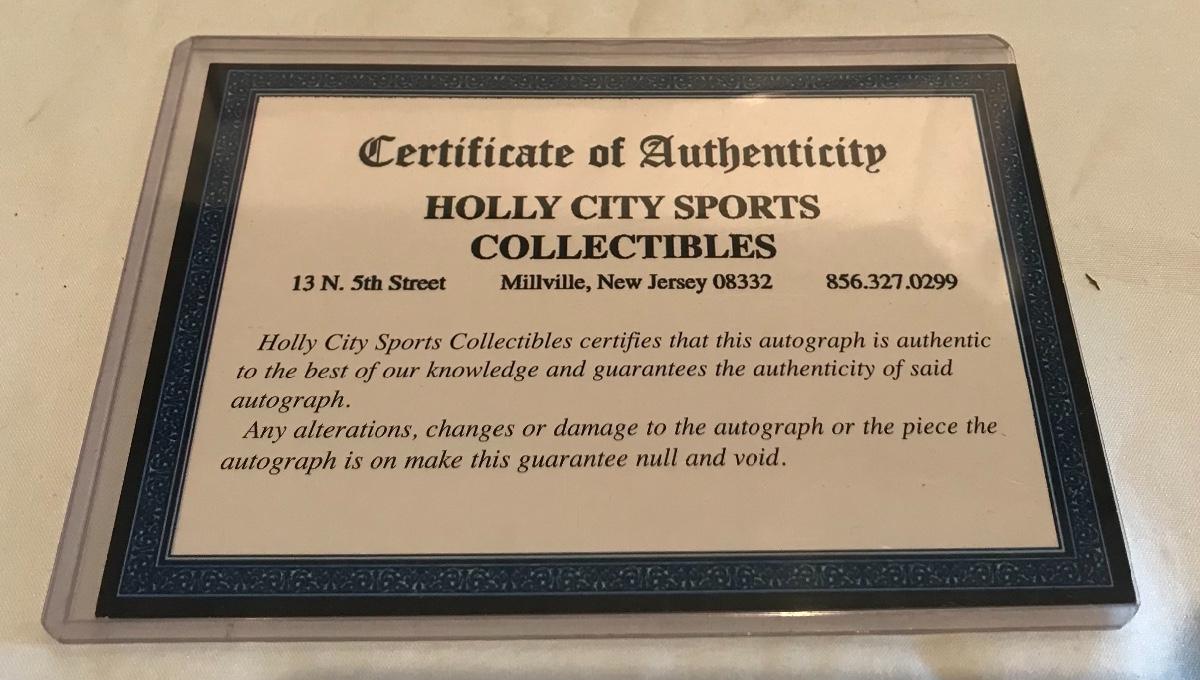 Certificate of Authenticity
HOLLY CITY SPORTS
COLLECTIBLES
13 N. 5th Street Millville, New Jersey 08332 856.327.0299
Holly City Sports Collectibles certifies that this autograph is authentic
to the best of our knowledge and guarantees the authenticity of said
autograph.
Any alterations, changes or damage to the autograph or the piece the
autograph is on make this guarantee null and void.